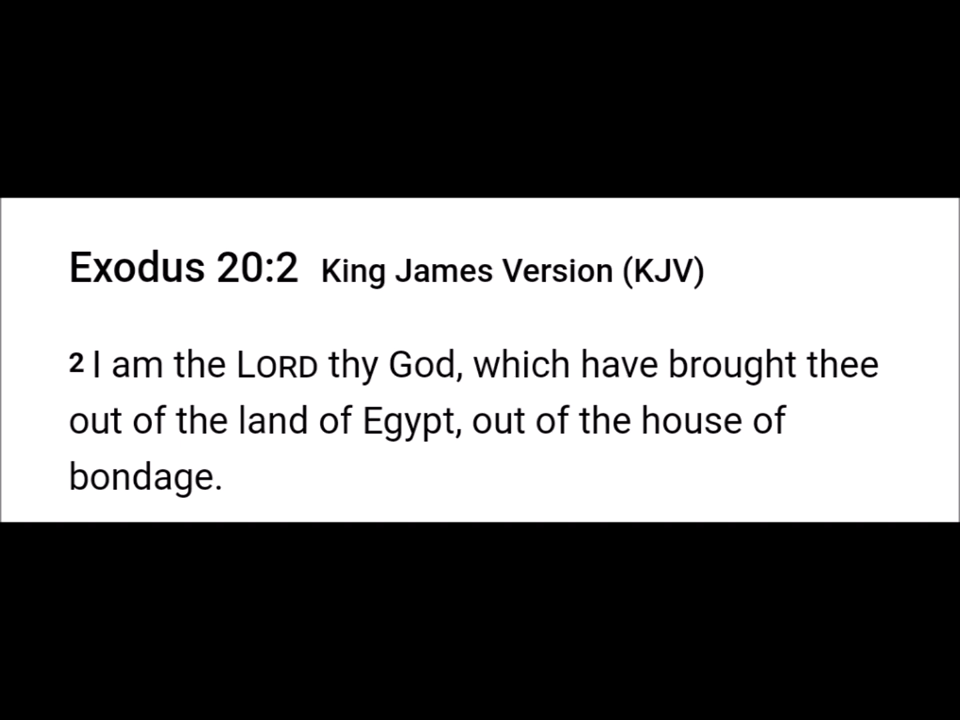 Exodus 20:2 King James Version (KJV)
2 I am the LORD thy God, which have brought thee
out of the land of Egypt, out of the house of
bondage.